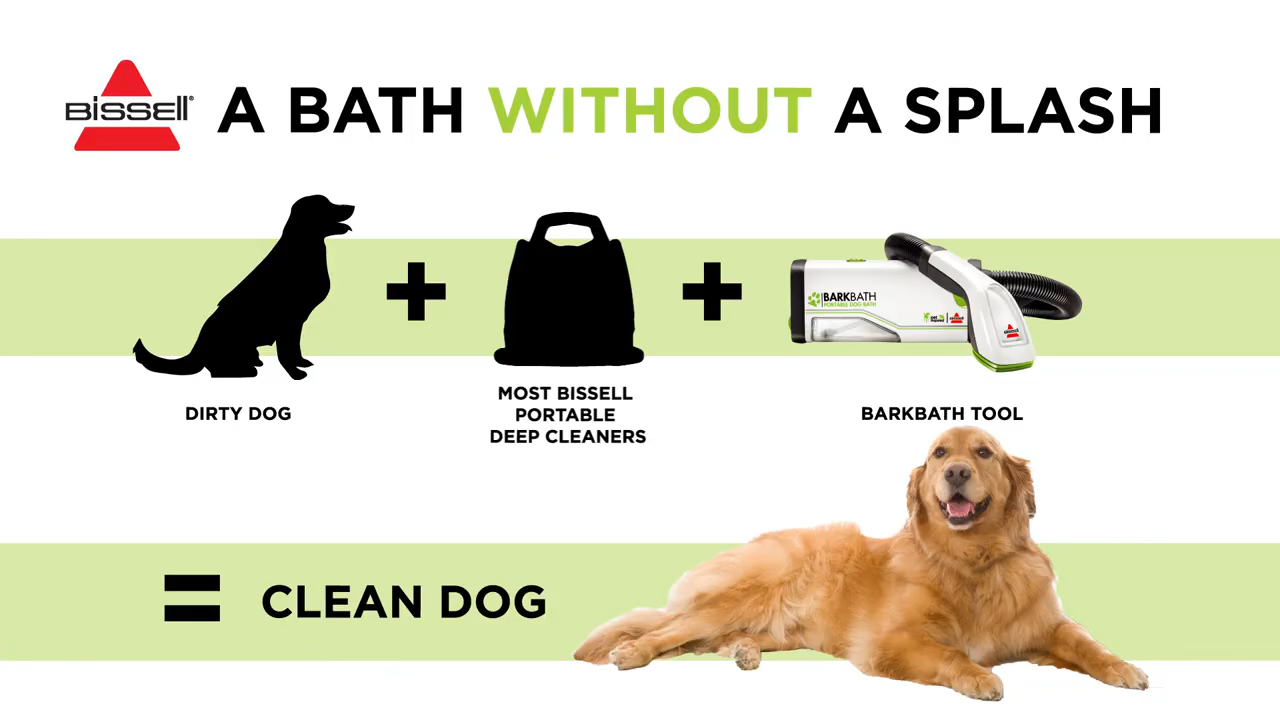 BISSELL®
A BATH WITHOUT A SPLASH
BARKBATH
PORTABLE DOG BATH
BISSELL
DIRTY DOG
MOST BISSELL
PORTABLE
DEEP CLEANERS
BARKBATH TOOL
= CLEAN DOG